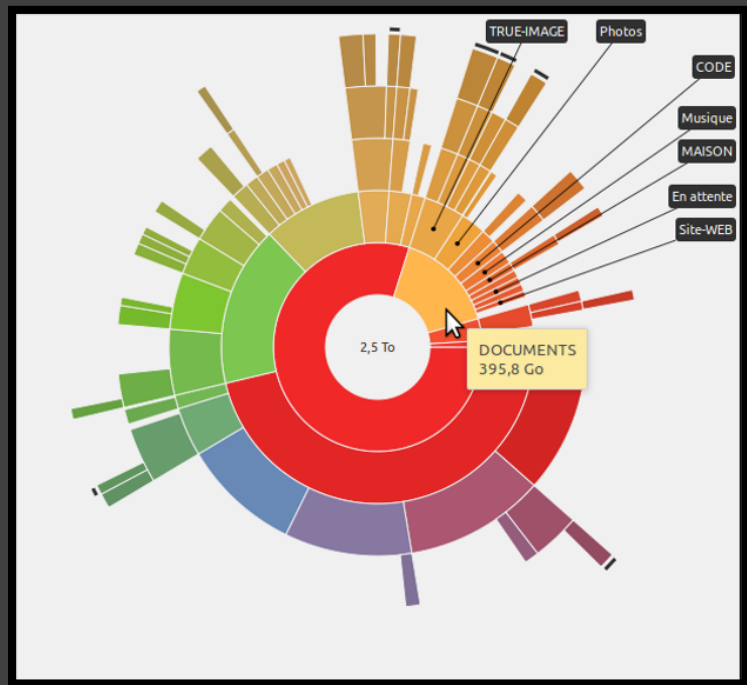 TRUE-IMAGE
Photos
CODE
Musique
MAISON
En attente
Site-WEB
2,5 To
DOCUMENTS
395,8 Go